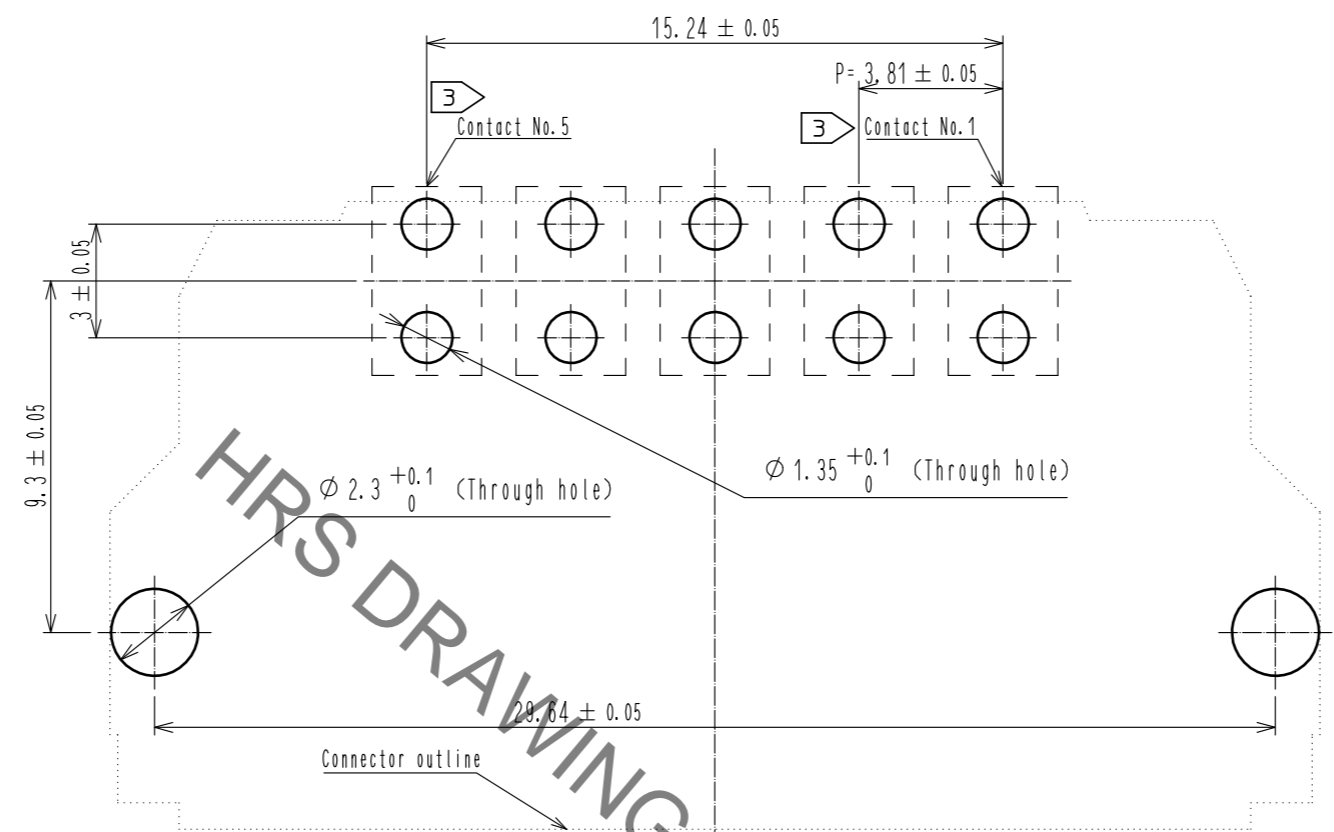 15.24 ± 0.05
P= 3.81 ± 0.05
3
Contact No.5
3
Contact No.1
3 ± 0.05
9.3 ± 0.05
Ø 2.3 +0.1 0 (Through hole)
Ø 1.35 +0.1 0 (Through hole)
29.64 ± 0.05
Connector outline
HRS DRAWING